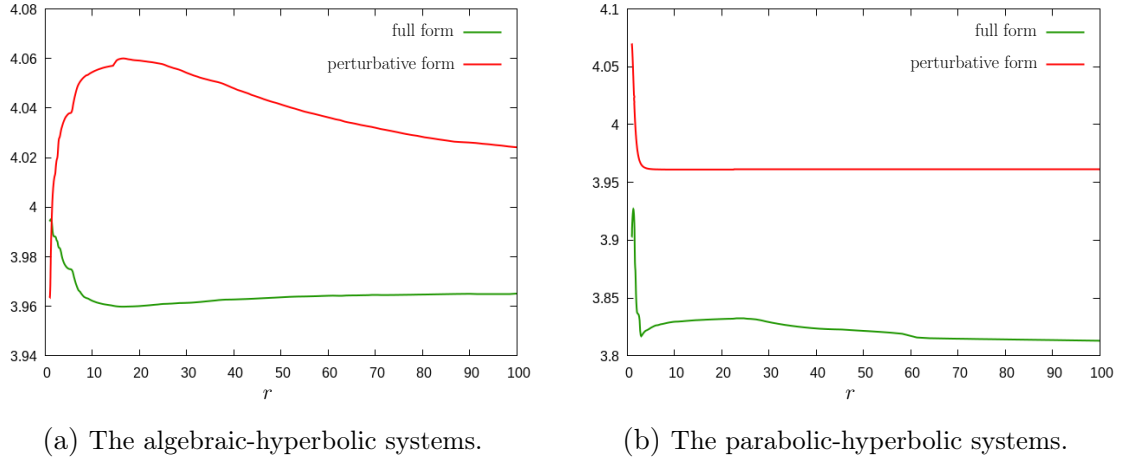 4.08
4.06
4.04
4.02
4
3.98
3.96
3.94
full form
perturbative form
0 10 20 30 40 50 60 70 80 90 100
r
(a) The algebraic-hyperbolic systems.
4.1
4.05
4
3.95
3.9
3.85
3.8
full form
perturbative form
0 10 20 30 40 50 60 70 80 90 100
r
(b) The parabolic-hyperbolic systems.